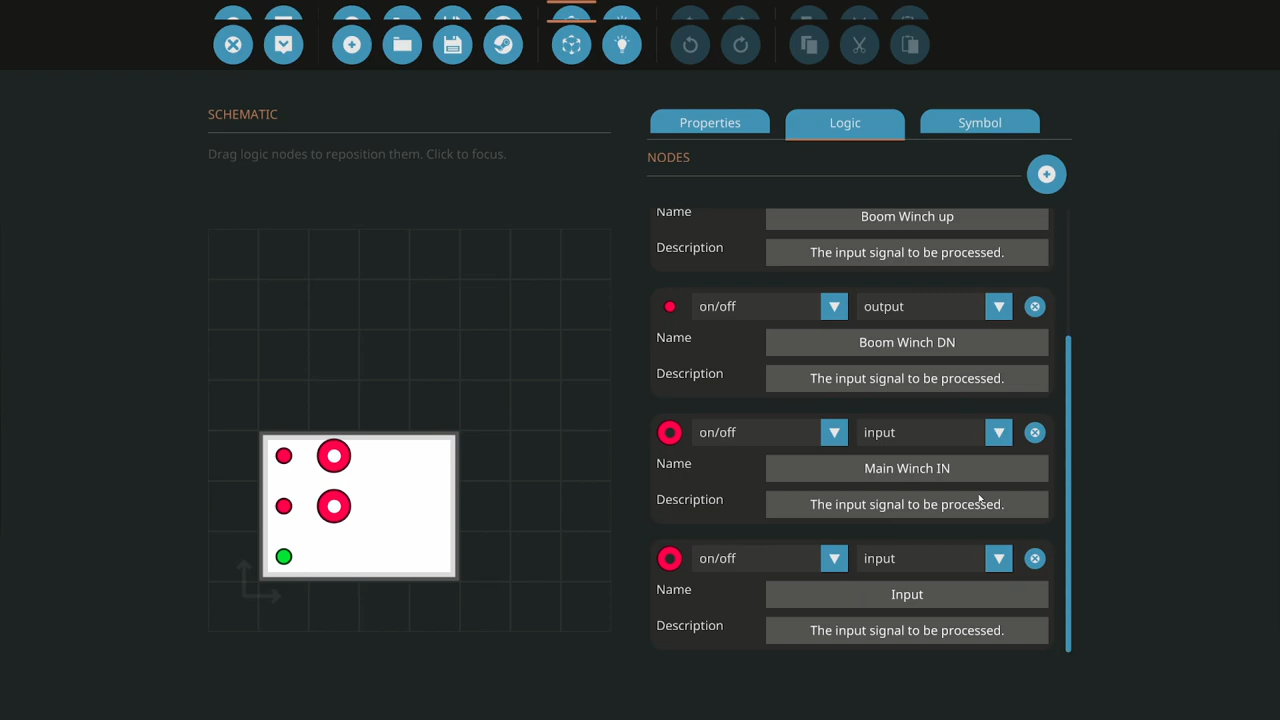 SCHEMATIC
Drag logic nodes to reposition them. Click to focus.
Properties
Logic
Symbol
NODES
Name
Boom Winch up
Description
The input signal to be processed.
on/off
output
Name
Boom Winch DN
Description
The input signal to be processed.
on/off
input
Name
Main Winch IN
Description
The input signal to be processed.
on/off
input
Name
Input
Description
The input signal to be processed.